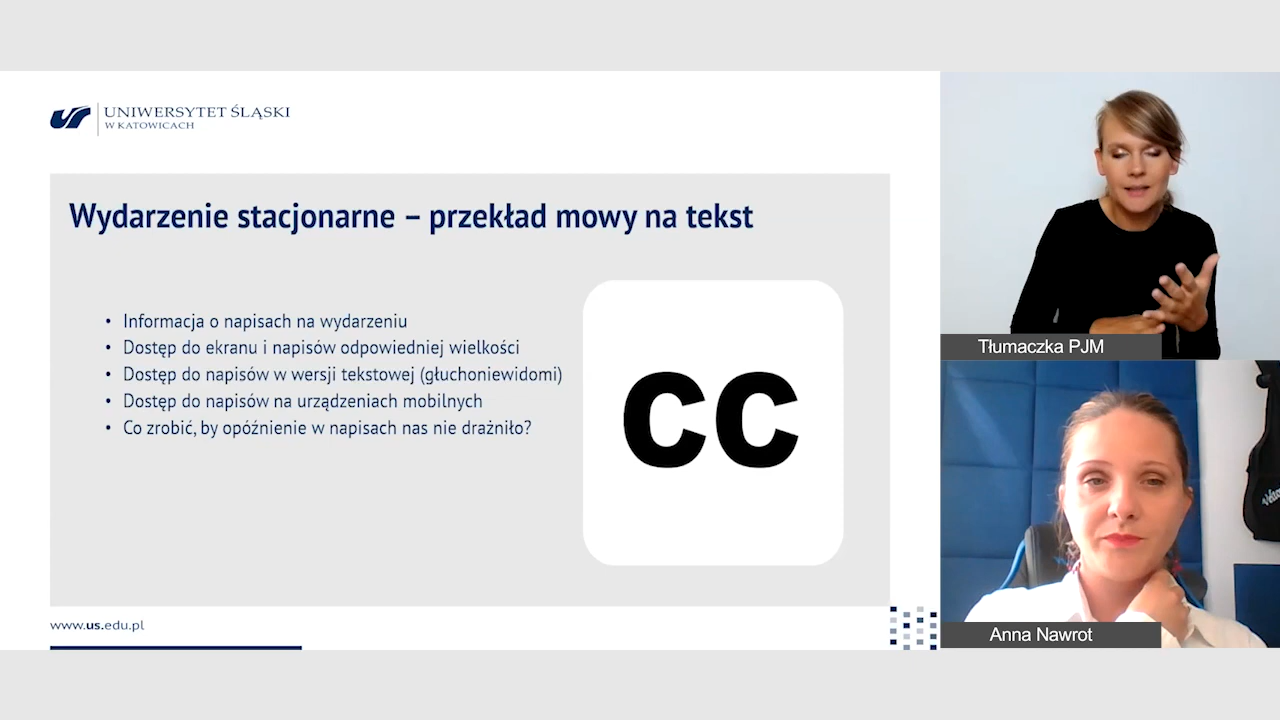 UNIWERSYTET ŚLĄSKI
W KATOWICACH
Wydarzenie stacjonarne – przekład mowy na tekst
• Informacja o napisach na wydarzeniu
• Dostęp do ekranu i napisów odpowiedniej wielkości
• Dostęp do napisów w wersji tekstowej (głuchoniewidomi)
• Dostęp do napisów na urządzeniach mobilnych
• Co zrobić, by opóźnienie w napisach nas nie drażniło?
CC
www.us.edu.pl
Tłumaczka PJM
Anna Nawrot